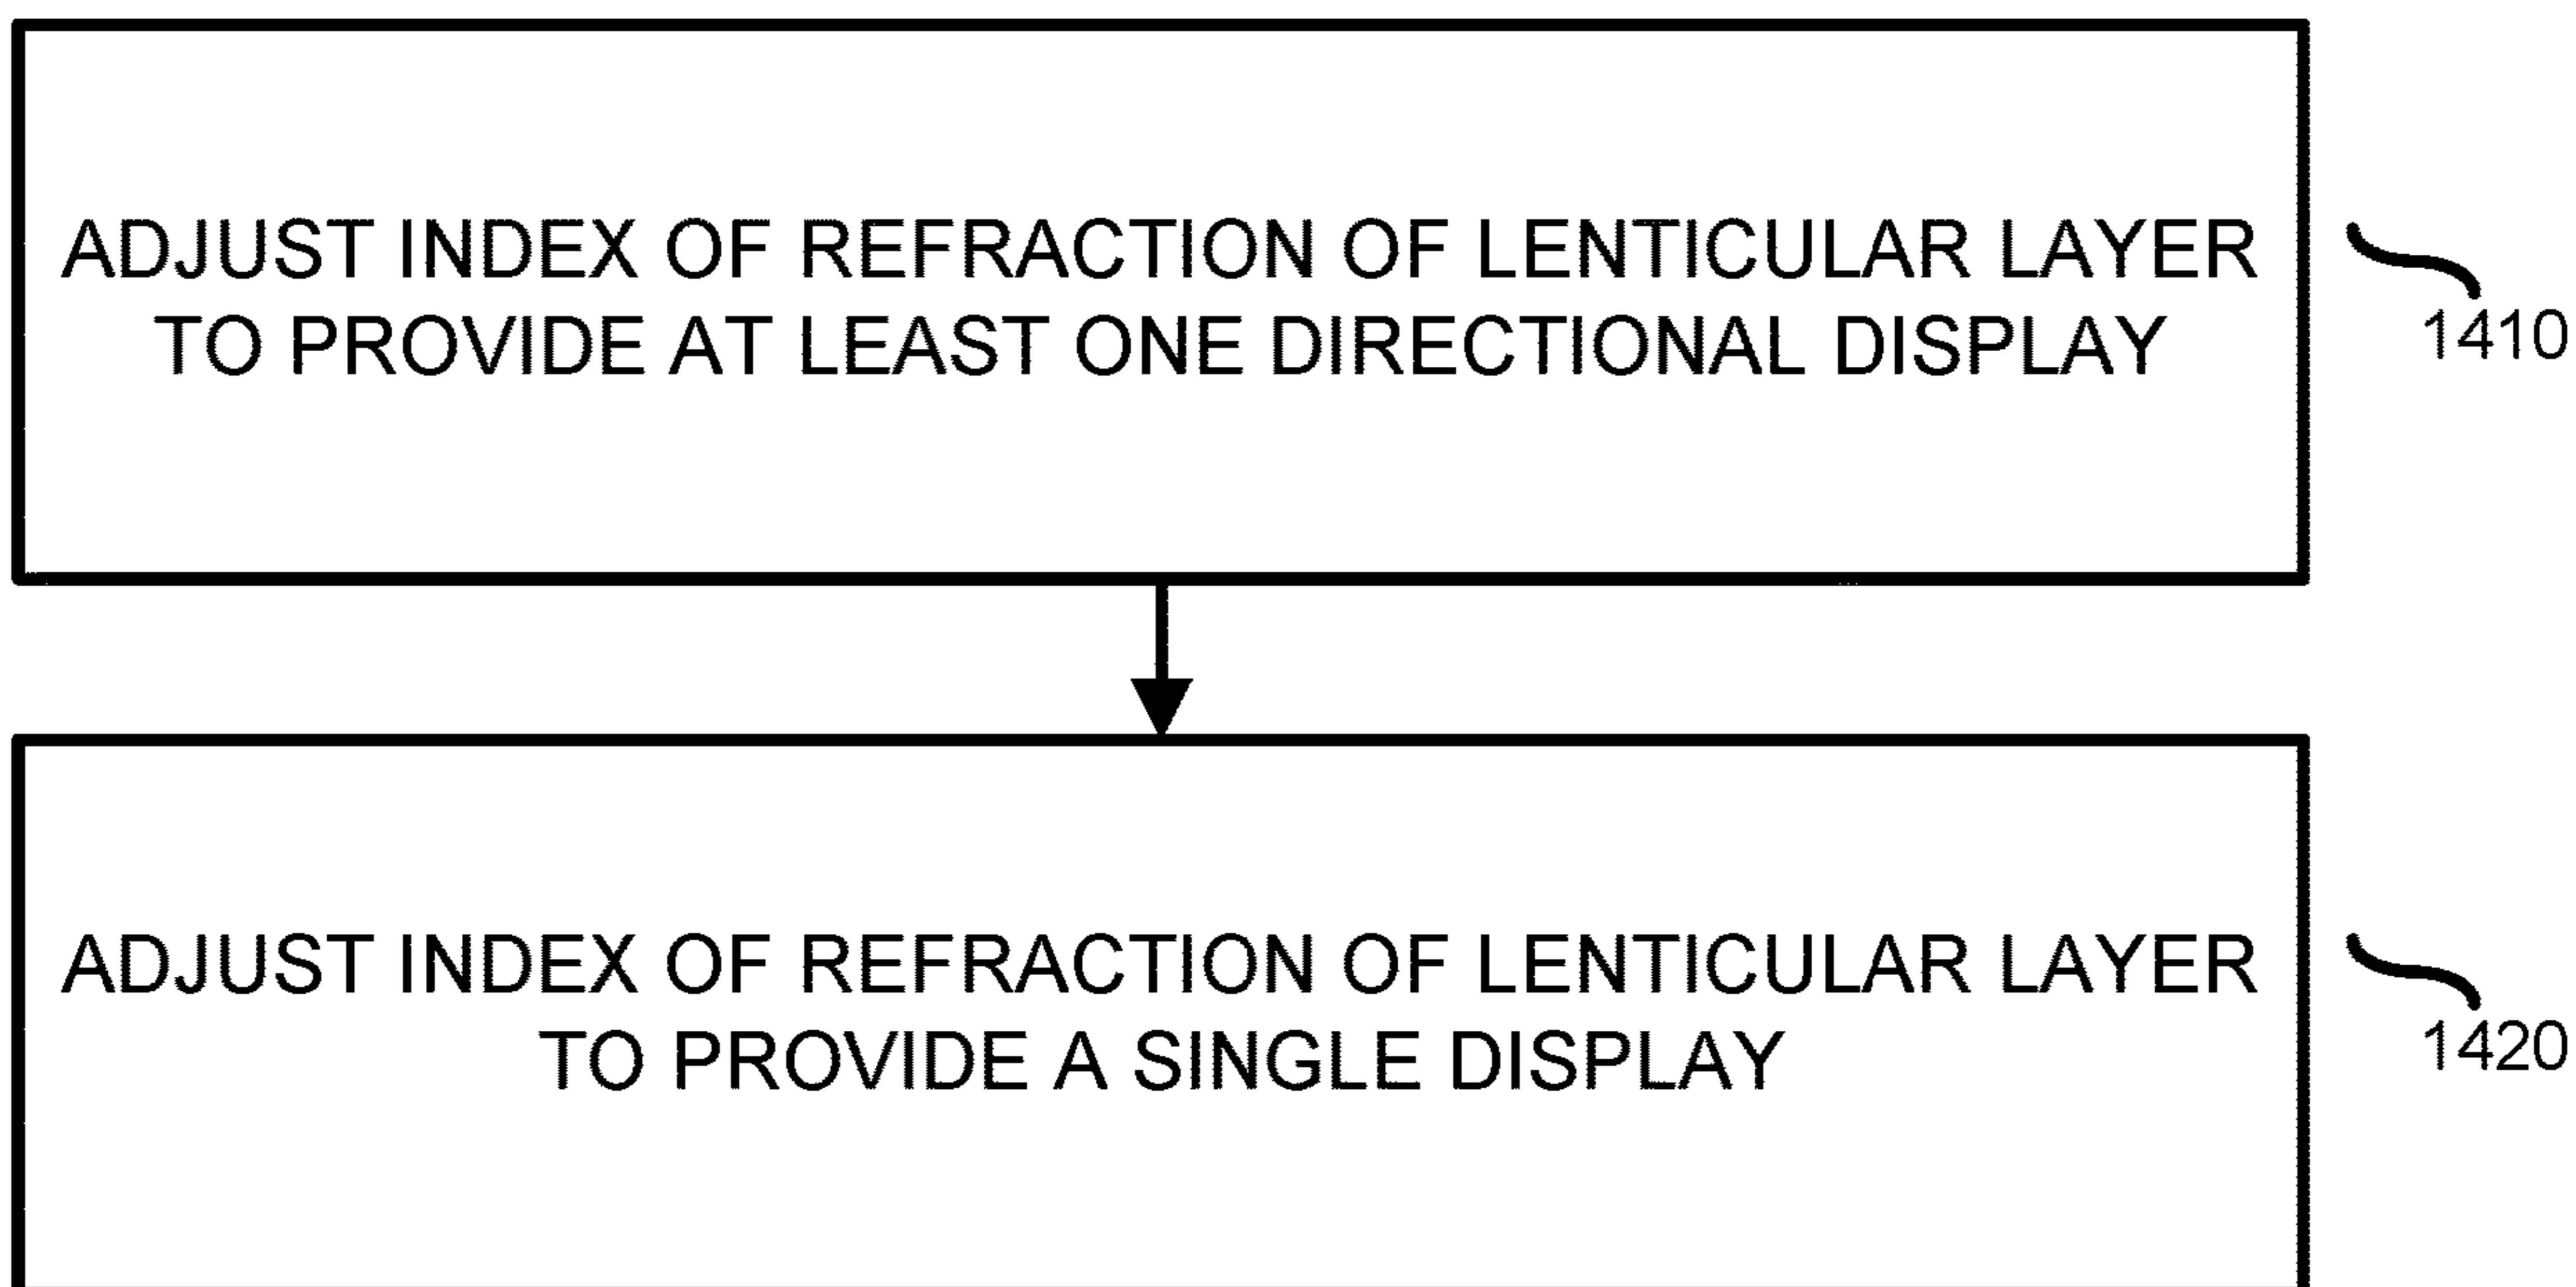 ADJUST INDEX OF REFRACTION OF LENTICULAR LAYER
TO PROVIDE AT LEAST ONE DIRECTIONAL DISPLAY
1410
ADJUST INDEX OF REFRACTION OF LENTICULAR LAYER
TO PROVIDE A SINGLE DISPLAY
1420